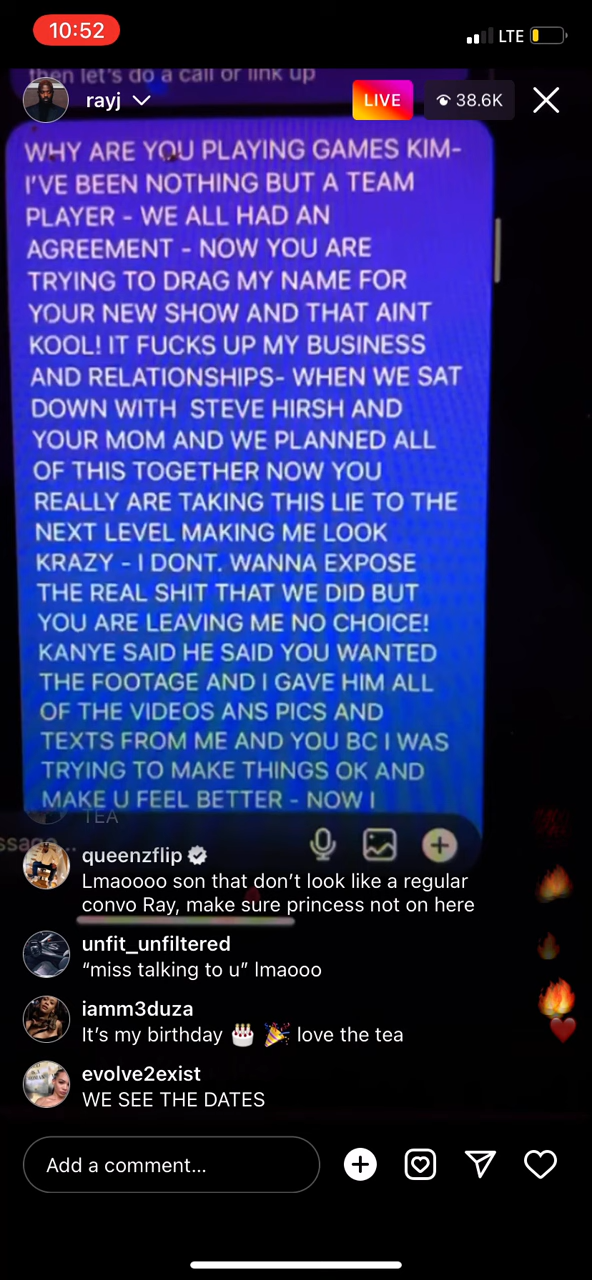 10:52
LTE
then let's do a call or link up
rayj
LIVE
38.6K
WHY ARE YOU PLAYING GAMES KIM-
I'VE BEEN NOTHING BUT A TEAM
PLAYER - WE ALL HAD AN
AGREEMENT - NOW YOU ARE
TRYING TO DRAG MY NAME FOR
YOUR NEW SHOW AND THAT AINT
KOOL! IT FUCKS UP MY BUSINESS
AND RELATIONSHIPS- WHEN WE SAT
DOWN WITH STEVE HIRSH AND
YOUR MOM AND WE PLANNED ALL
OF THIS TOGETHER NOW YOU
REALLY ARE TAKING THIS LIE TO THE
NEXT LEVEL MAKING ME LOOK
KRAZY - I DONT. WANNA EXPOSE
THE REAL SHIT THAT WE DID BUT
YOU ARE LEAVING ME NO CHOICE!
KANYE SAID HE SAID YOU WANTED
THE FOOTAGE AND I GAVE HIM ALL
OF THE VIDEOS ANS PICS AND
TEXTS FROM ME AND YOU BC I WAS
TRYING TO MAKE THINGS OK AND
MAKE U FEEL BETTER - NOW I
TEA
queenzflip
Lmaoooo son that don't look like a regular
convo Ray, make sure princess not on here
unfit_unfiltered
“miss talking to u” lmaooo
iamm3duza
It's my birthday 🎂 🎉 love the tea
evolve2exist
WE SEE THE DATES
Add a comment...